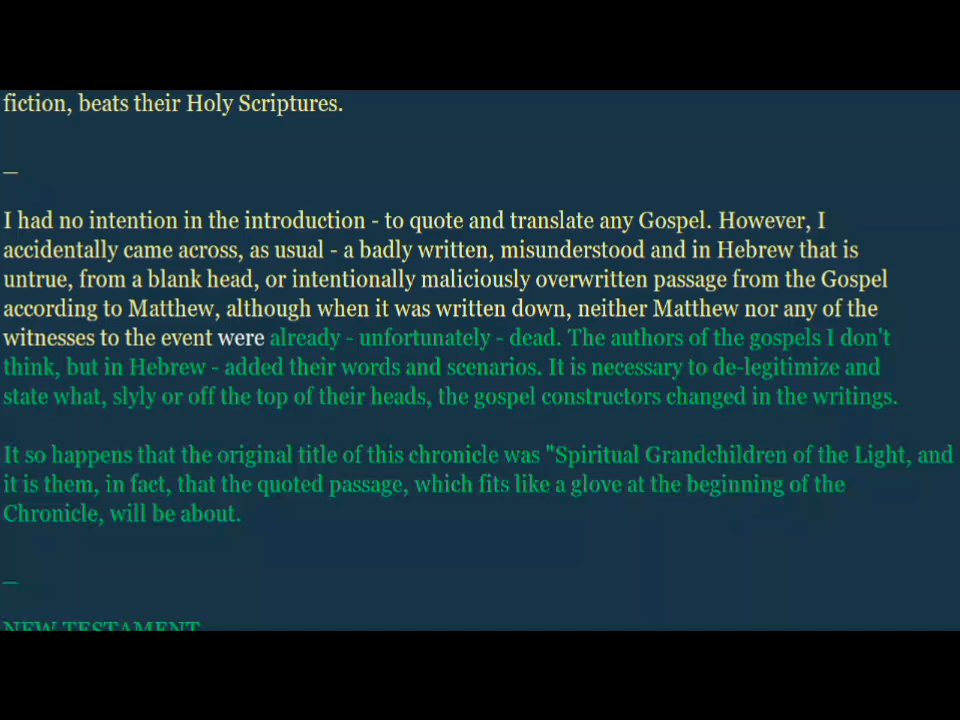 fiction, beats their Holy Scriptures.
_
I had no intention in the introduction - to quote and translate any Gospel. However, I
accidentally came across, as usual - a badly written, misunderstood and in Hebrew that is
untrue, from a blank head, or intentionally maliciously overwritten passage from the Gospel
according to Matthew, although when it was written down, neither Matthew nor any of the
witnesses to the event were already - unfortunately - dead. The authors of the gospels I don't
think, but in Hebrew - added their words and scenarios. It is necessary to de-legitimize and
state what, slyly or off the top of their heads, the gospel constructors changed in the writings.
It so happens that the original title of this chronicle was "Spiritual Grandchildren of the Light, and
it is them, in fact, that the quoted passage, which fits like a glove at the beginning of the
Chronicle, will be about.
_
NEW TESTAMENT